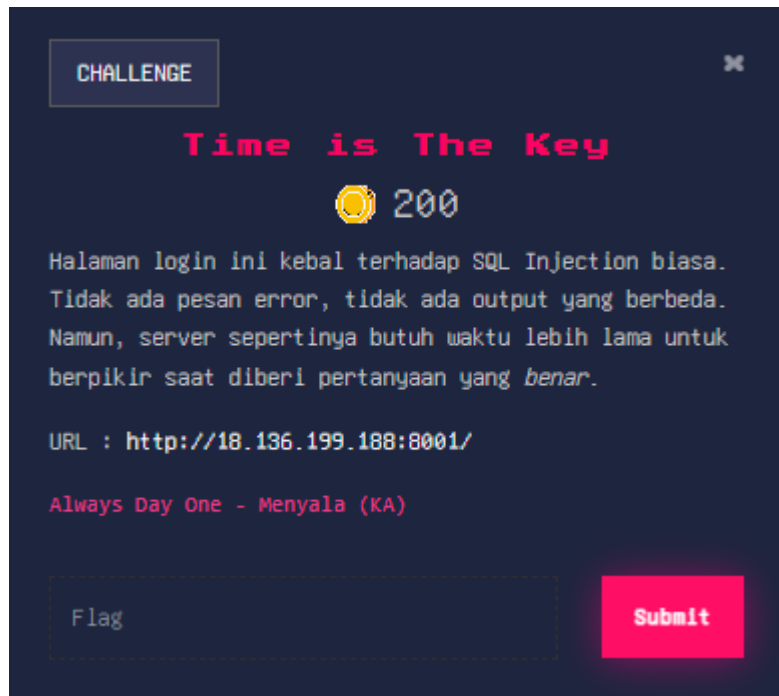 CHALLENGE
Time is The Key
200
Halaman login ini kebal terhadap SQL Injection biasa.
Tidak ada pesan error, tidak ada output yang berbeda.
Namun, server sepertinya butuh waktu lebih lama untuk
berpikir saat diberi pertanyaan yang benar.
URL : http://18.136.199.188:8001/
Always Day One - Menyala (KA)
Flag
Submit